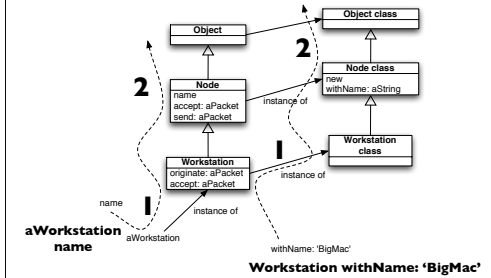 Object class
Object
2
2
Node class
new
withName: aString
Node
name
accept: aPacket
send: aPacket
instance of
Workstation
class
Workstation
originate: aPacket
accept: aPacket
1
1
instance of
name
instance of
aWorkstation
name
aWorkstation
withName: 'BigMac'
Workstation withName: ‘BigMac’